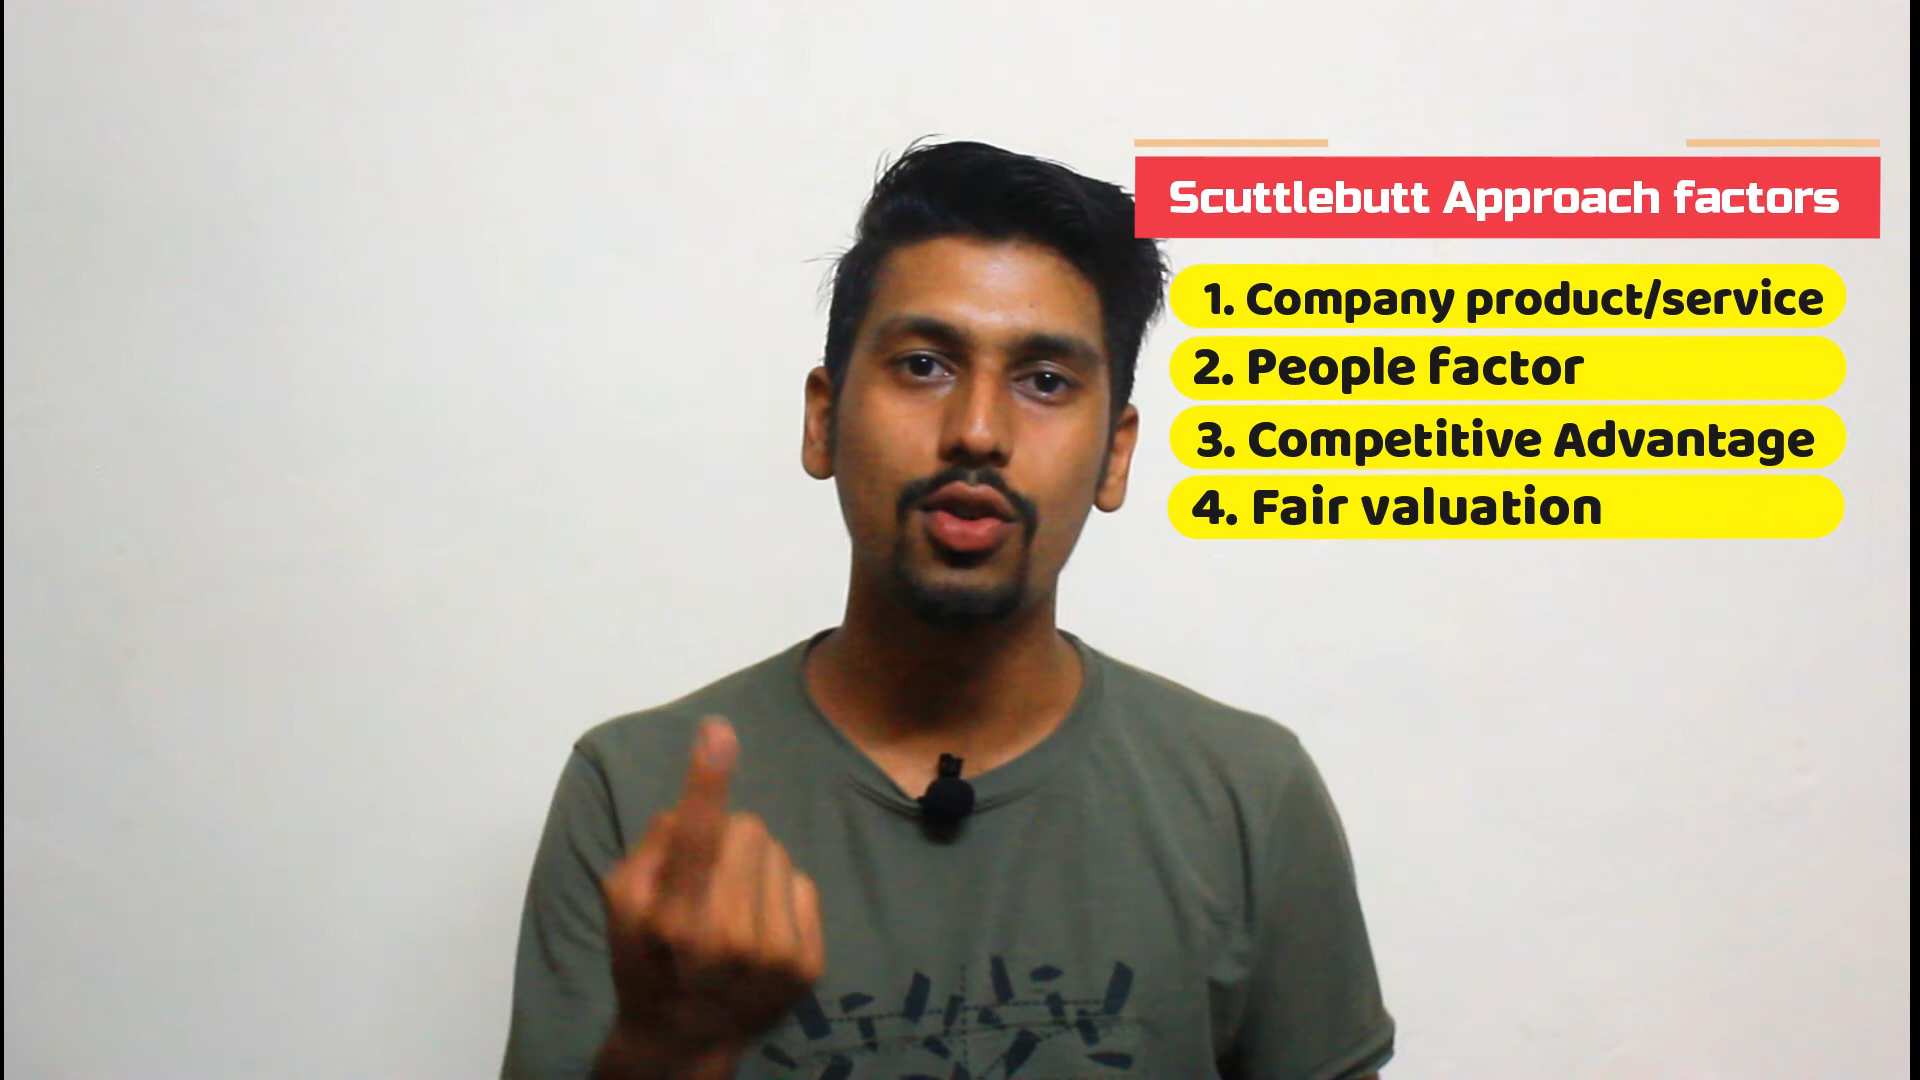 Scuttlebutt Approach factors
1. Company product/service
2. People factor
3. Competitive Advantage
4. Fair valuation